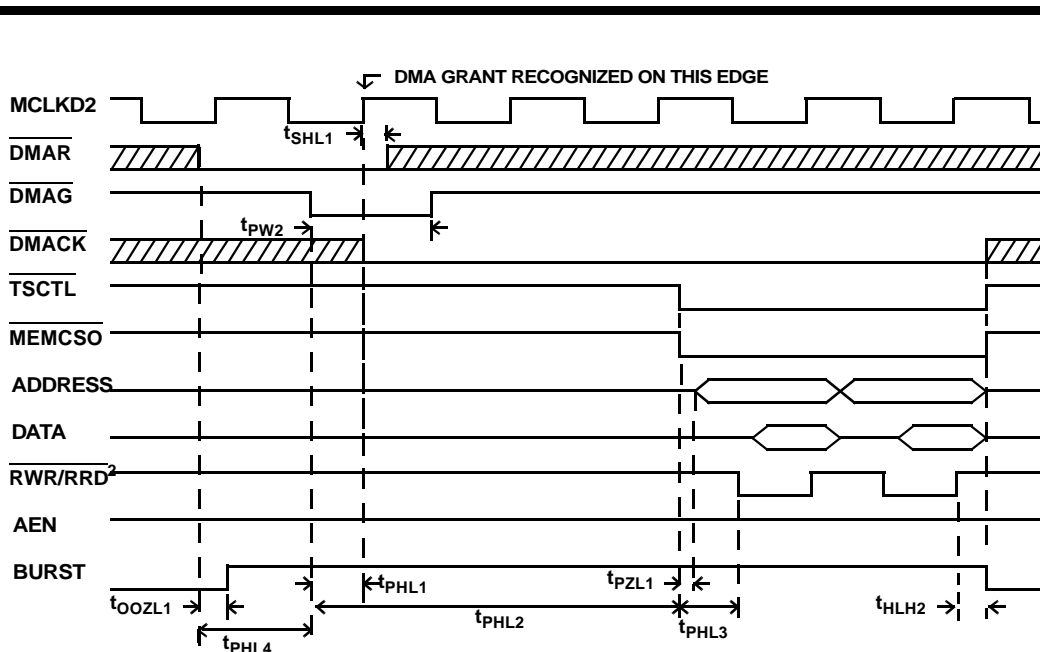 DMA GRANT RECOGNIZED ON THIS EDGE
MCLKD2
tSHL1
DMAR
DMAG
tPW2
DMACK
TSCTL
MEMCSO
ADDRESS
DATA
RWR/RRD2
AEN
BURST
tPHL1
tPZL1
tOOZL1
tPHL2
tPHL3
tHLH2
tPHL4